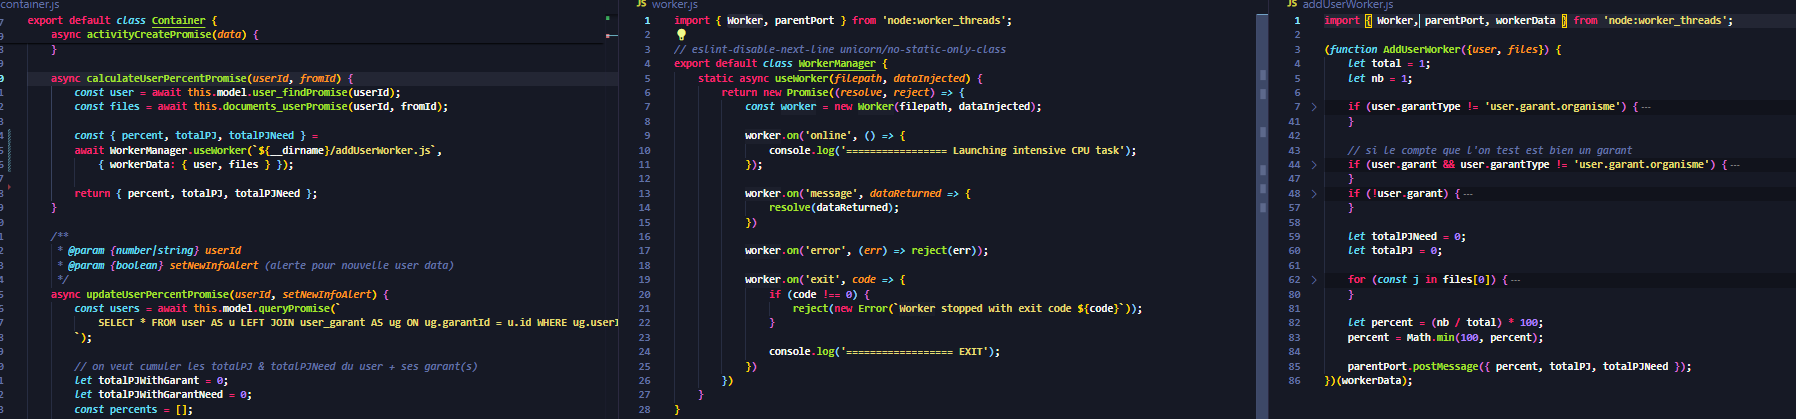 container.js
7 export default class Container {
9 async activityCreatePromise(data) {
8 }
9
0 async calculateUserPercentPromise(userId, fromId) {
1 const user = await this.model.user_findPromise(userId);
2 const files = await this.documents_userPromise(userId, fromId);
3
4 const { percent, totalPJ, totalPJNeed } =
5 await WorkerManager.useWorker(`${__dirname}/addUserWorker.js`,
6 { workerData: { user, files } });
7
8 return { percent, totalPJ, totalPJNeed };
9 }
0
1 /**
2 * @param {number|string} userId
3 * @param {boolean} setNewInfoAlert (alerte pour nouvelle user data)
4 */
5 async updateUserPercentPromise(userId, setNewInfoAlert) {
6 const users = await this.model.queryPromise(`
7 SELECT * FROM user AS u LEFT JOIN user_garant AS ug ON ug.garantId = u.id WHERE ug.userI
8 `);
9
0 // on veut cumuler les totalPJ & totalPJNeed du user + ses garant(s)
1 let totalPJWithGarant = 0;
2 let totalPJWithGarantNeed = 0;
3 const percents = [];
JS worker.js
1 import { Worker, parentPort } from 'node:worker_threads';
2
3 // eslint-disable-next-line unicorn/no-static-only-class
4 export default class WorkerManager {
5 static async useWorker(filepath, dataInjected) {
6 return new Promise((resolve, reject) => {
7 const worker = new Worker(filepath, dataInjected);
8
9 worker.on('online', () => {
10 console.log('================= Launching intensive CPU task');
11 });
12
13 worker.on('message', dataReturned => {
14 resolve(dataReturned);
15 })
16
17 worker.on('error', (err) => reject(err));
18
19 worker.on('exit', code => {
20 if (code !== 0) {
21 reject(new Error(`Worker stopped with exit code ${code}`));
22 }
23
24 console.log('================== EXIT');
25 })
26 })
27 }
28 }
JS addUserWorker.js
1 import { Worker, parentPort, workerData } from 'node:worker_threads';
2
3 (function AddUserWorker({user, files}) {
4 let total = 1;
5 let nb = 1;
6
7 if (user.garantType != 'user.garant.organisme') { ···
41 }
42
43 // si le compte que l'on test est bien un garant
44 if (user.garant && user.garantType != 'user.garant.organisme') { ···
47 }
48 if (!user.garant) { ···
57 }
58
59 let totalPJNeed = 0;
60 let totalPJ = 0;
61
62 for (const j in files[0]) { ···
80 }
81
82 let percent = (nb / total) * 100;
83 percent = Math.min(100, percent);
84
85 parentPort.postMessage({ percent, totalPJ, totalPJNeed });
86 })(workerData);